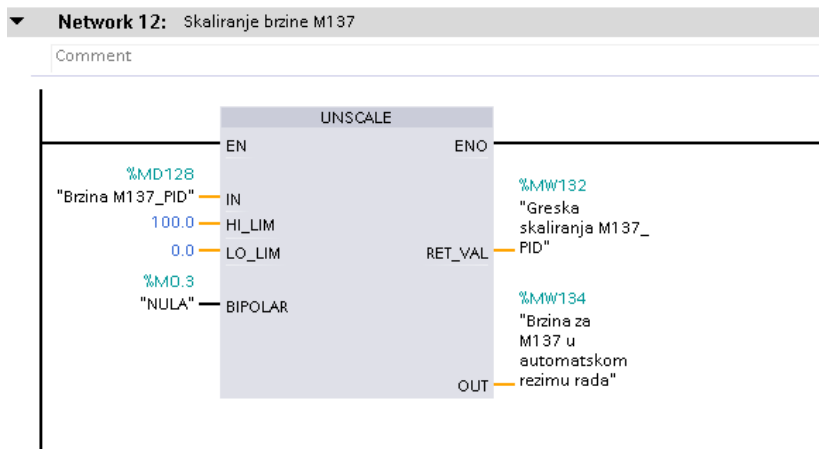 Network 12: Skaliranje brzine M137
Comment
UNSCALE
EN ENO
%MD128
"Brzina M137_PID" IN
100.0 HI_LIM
0.0 LO_LIM
%M0.3
"NULA" BIPOLAR
%MW132
"Greska
skaliranja M137_
RET_VAL PID"
%MW134
"Brzina za
M137 u
automatskom
OUT rezimu rada"